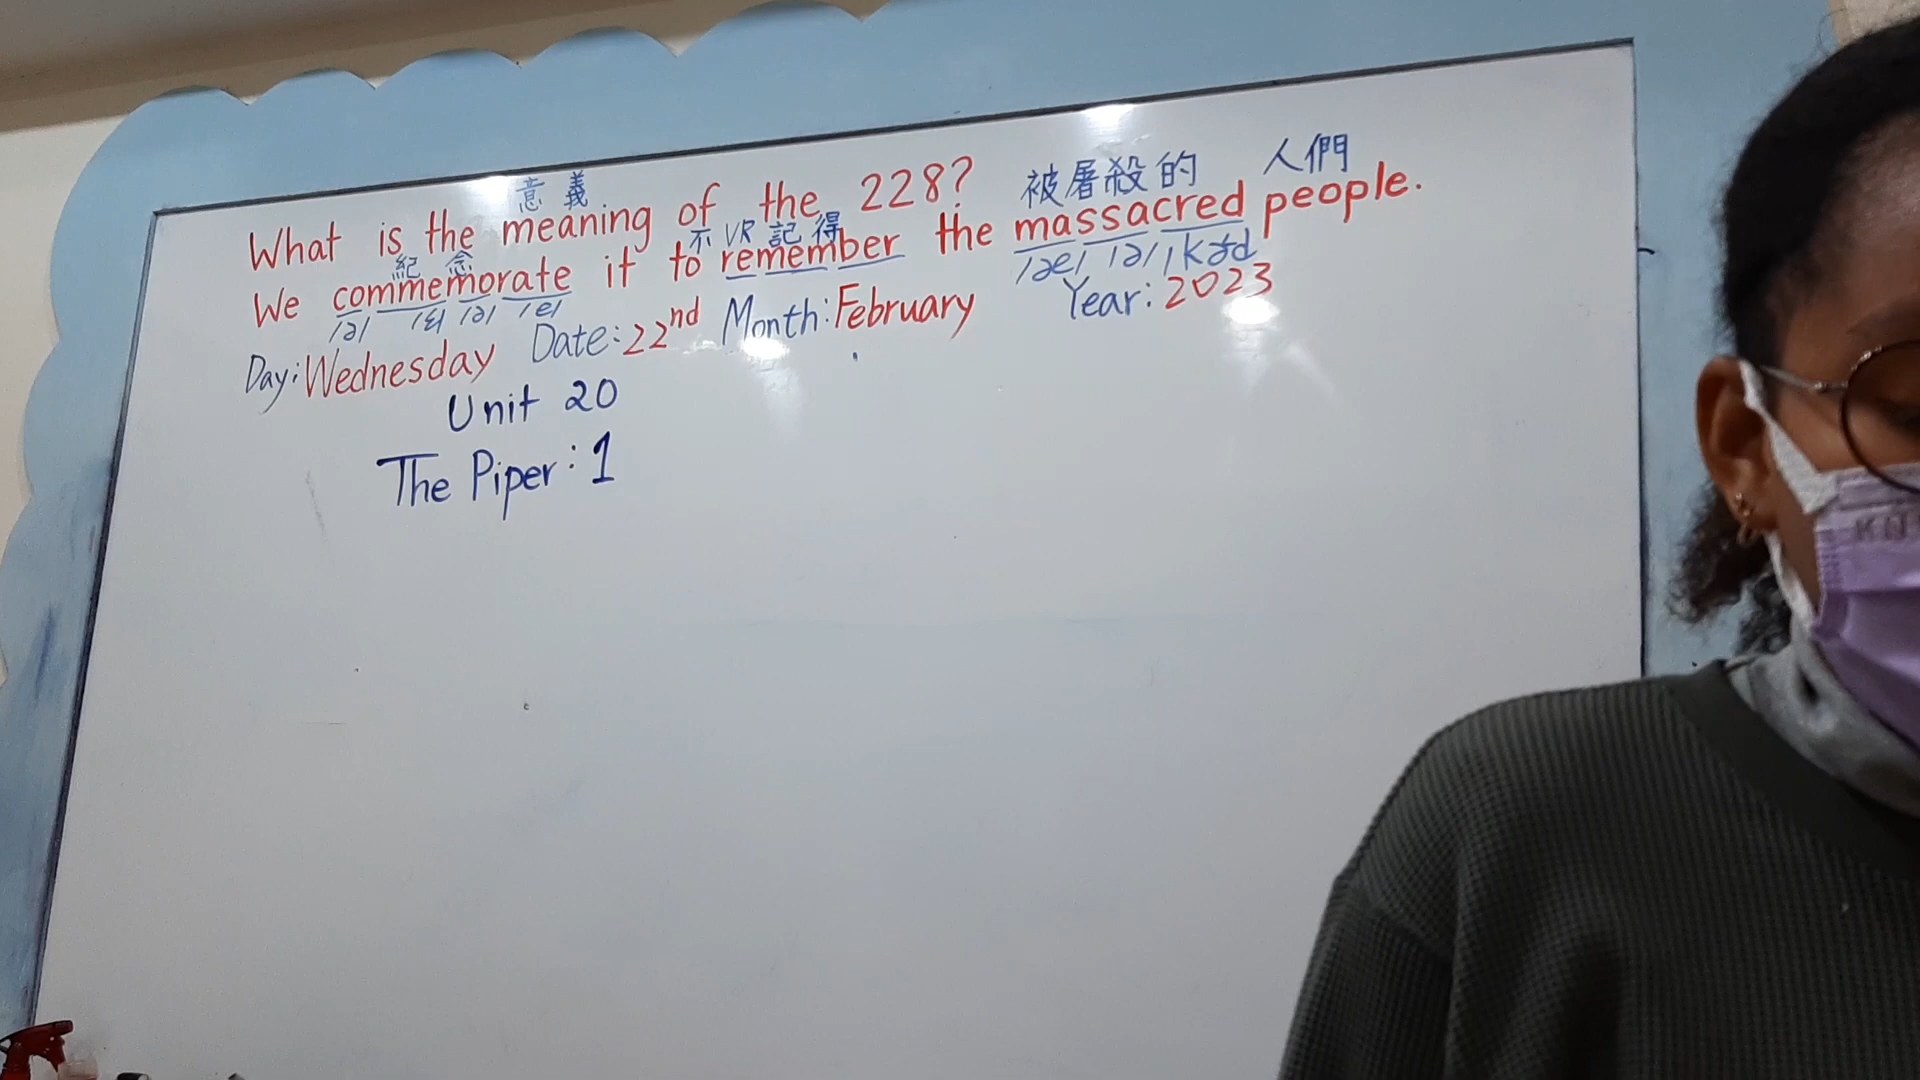 意義
What is the meaning of the 228?
被屠殺的 人們
紀念 不 VR 記得
We commemorate it to remember the massacred people.
/ə/ /ɛ/ /ə/ /e/
/æ/ /ə/
Day: Wednesday Date: 22nd Month: February Year: 2023
Unit 20
The Piper: 1